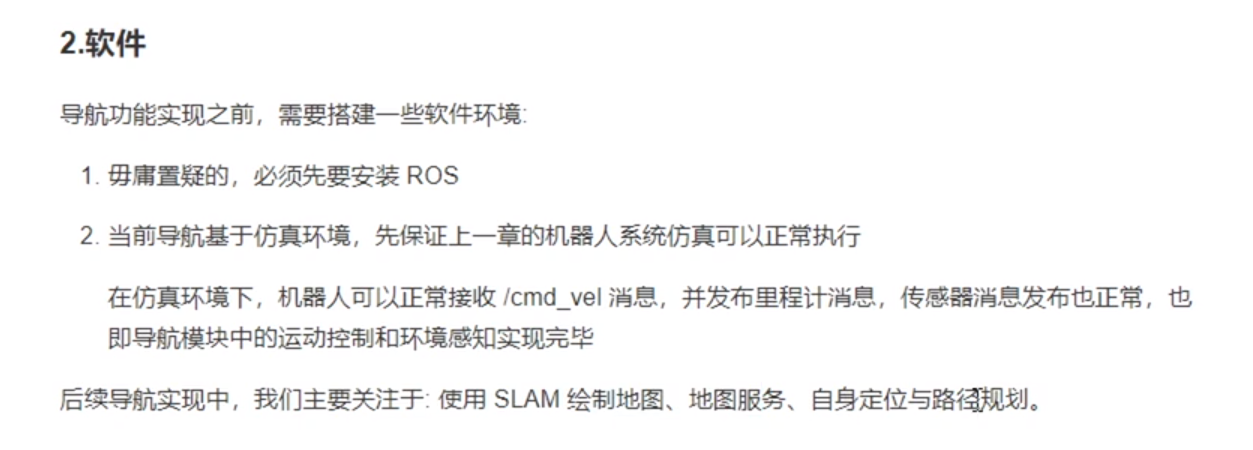 2.软件
导航功能实现之前，需要搭建一些软件环境:
1. 毋庸置疑的，必须先要安装 ROS
2. 当前导航基于仿真环境，先保证上一章的机器人系统仿真可以正常执行
在仿真环境下，机器人可以正常接收 /cmd_vel 消息，并发布里程计消息，传感器消息发布也正常，也
即导航模块中的运动控制和环境感知实现完毕
后续导航实现中，我们主要关注于: 使用 SLAM 绘制地图、地图服务、自身定位与路径规划。